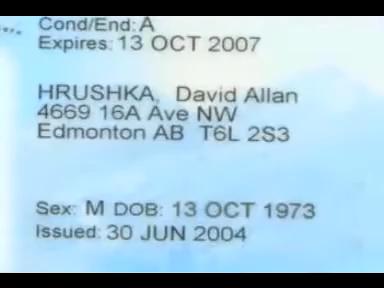 Cond/End: A
Expires: 13 OCT 2007
HRUSHKA, David Allan
4669 16A Ave NW
Edmonton AB T6L 2S3
Sex: M DOB: 13 OCT 1973
Issued: 30 JUN 2004